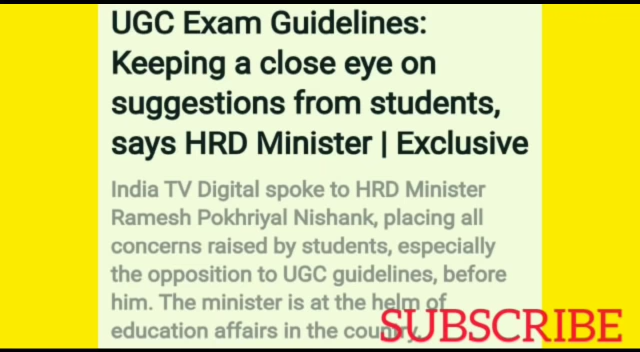 UGC Exam Guidelines:
Keeping a close eye on
suggestions from students,
says HRD Minister | Exclusive
India TV Digital spoke to HRD Minister
Ramesh Pokhriyal Nishank, placing all
concerns raised by students, especially
the opposition to UGC guidelines, before
him. The minister is at the helm of
education affairs in the country.
SUBSCRIBE